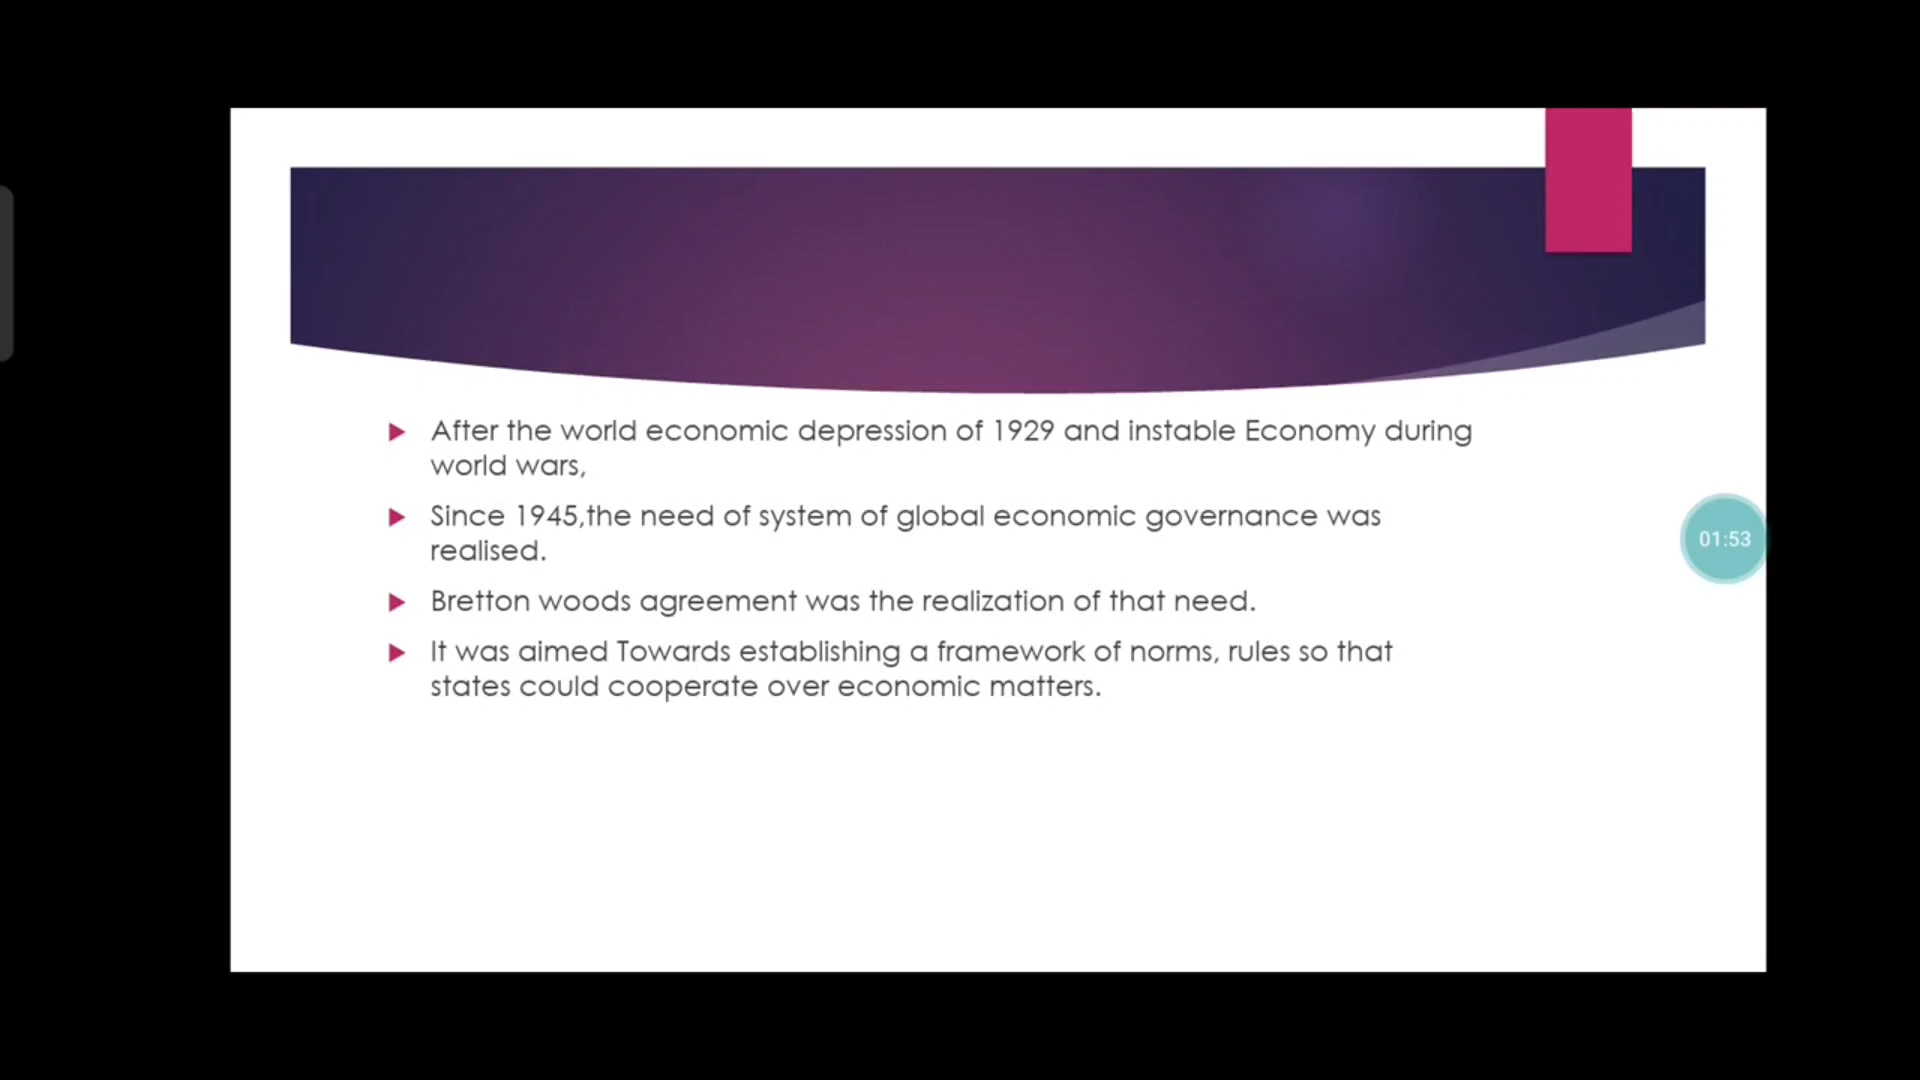 After the world economic depression of 1929 and instable Economy during
world wars,
Since 1945,the need of system of global economic governance was
realised.
Bretton woods agreement was the realization of that need.
It was aimed Towards establishing a framework of norms, rules so that
states could cooperate over economic matters.
01:53